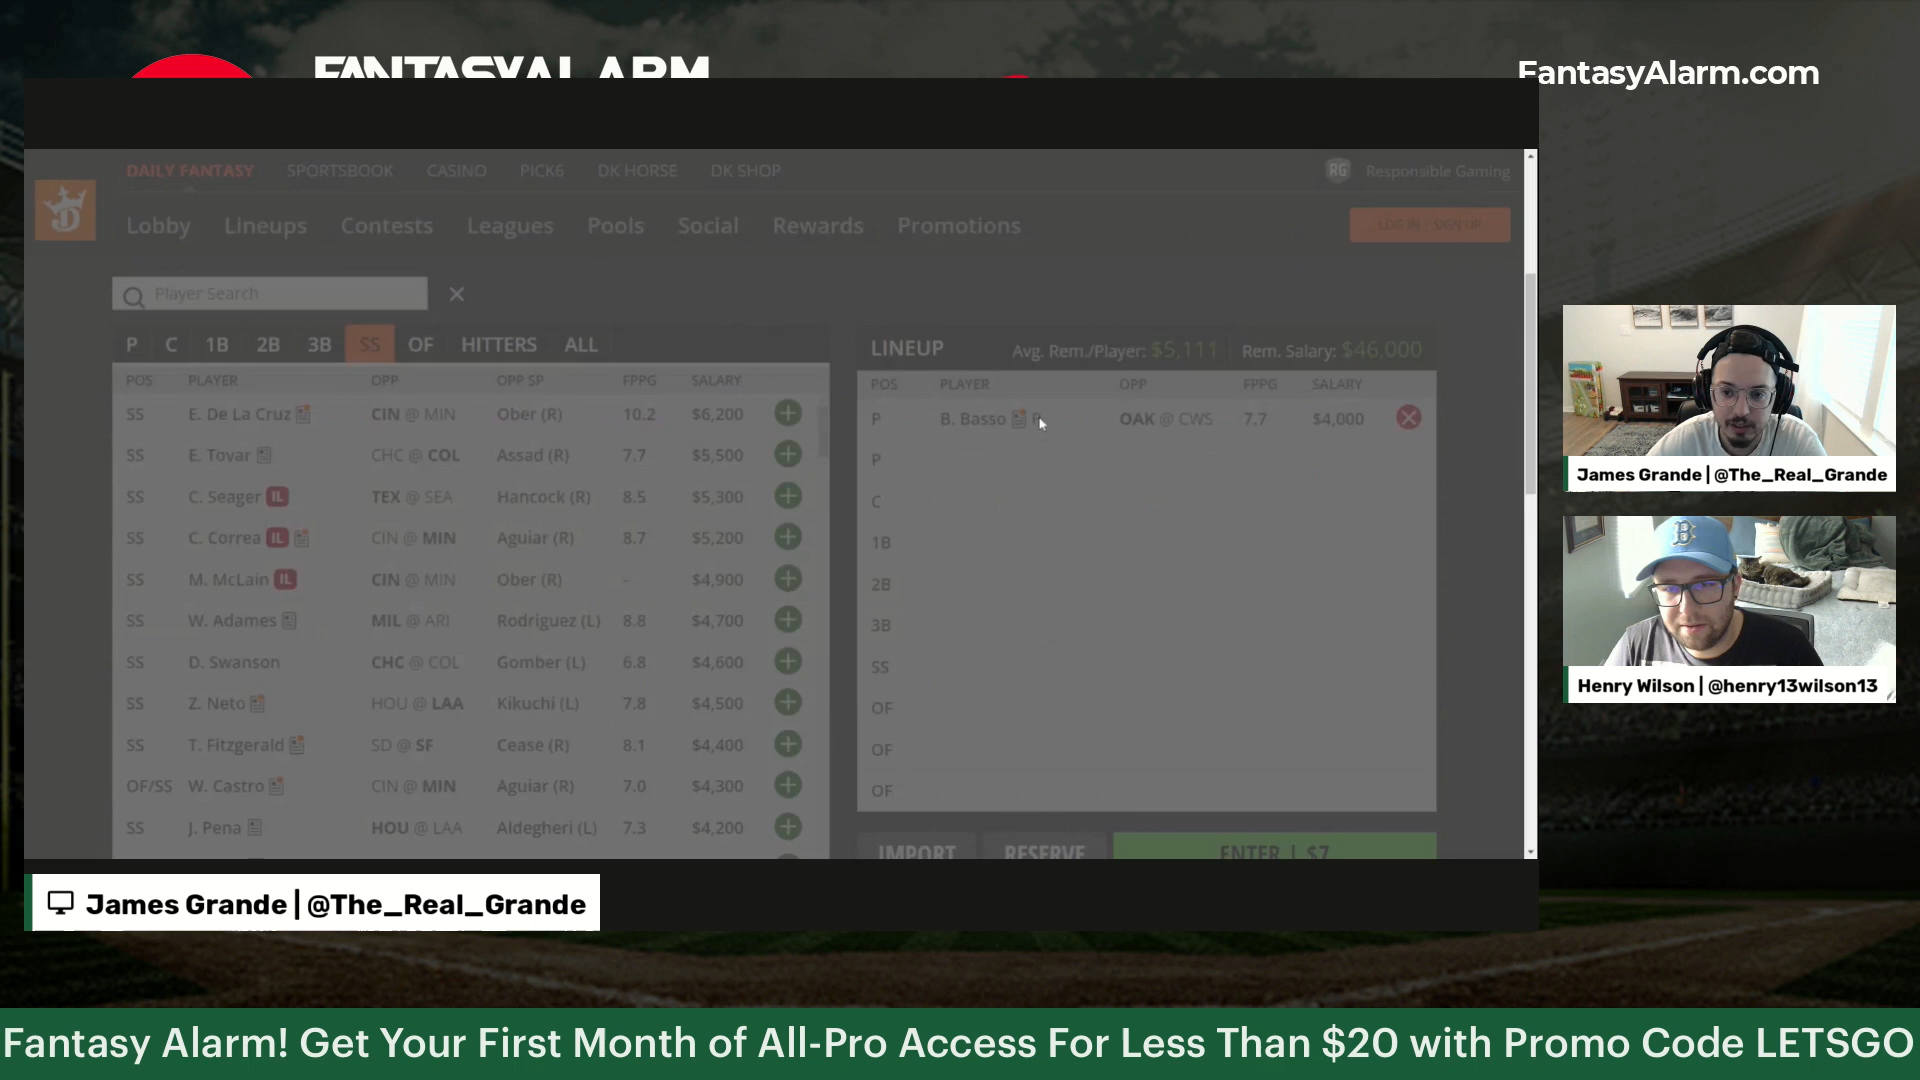 FANTASYALARM
FantasyAlarm.com
DAILY FANTASY SPORTSBOOK CASINO PICK6 DK HORSE DK SHOP
RG Responsible Gaming
Lobby Lineups Contests Leagues Pools Social Rewards Promotions
LOG IN SIGN UP
Player Search
P C 1B 2B 3B SS OF HITTERS ALL
POS PLAYER OPP OPP SP FPPG SALARY
SS E. De La Cruz CIN @ MIN Ober (R) 10.2 $6,200
SS E. Tovar CHC @ COL Assad (R) 7.7 $5,500
SS C. Seager IL TEX @ SEA Hancock (R) 8.5 $5,300
SS C. Correa IL CIN @ MIN Aguiar (R) 8.7 $5,200
SS M. McLain IL CIN @ MIN Ober (R) - $4,900
SS W. Adames MIL @ ARI Rodriguez (L) 8.8 $4,700
SS D. Swanson CHC @ COL Gomber (L) 6.8 $4,600
SS Z. Neto HOU @ LAA Kikuchi (L) 7.8 $4,500
SS T. Fitzgerald SD @ SF Cease (R) 8.1 $4,400
OF/SS W. Castro CIN @ MIN Aguiar (R) 7.0 $4,300
SS J. Pena HOU @ LAA Aldegheri (L) 7.3 $4,200
LINEUP Avg. Rem./Player: $5,111 Rem. Salary: $46,000
POS PLAYER OPP FPPG SALARY
P B. Basso OAK @ CWS 7.7 $4,000
P
C
1B
2B
3B
SS
OF
OF
OF
IMPORT RESERVE ENTER | $7
James Grande | @The_Real_Grande
B
Henry Wilson | @henry13wilson13
James Grande | @The_Real_Grande
Fantasy Alarm! Get Your First Month of All-Pro Access For Less Than $20 with Promo Code LETSGO